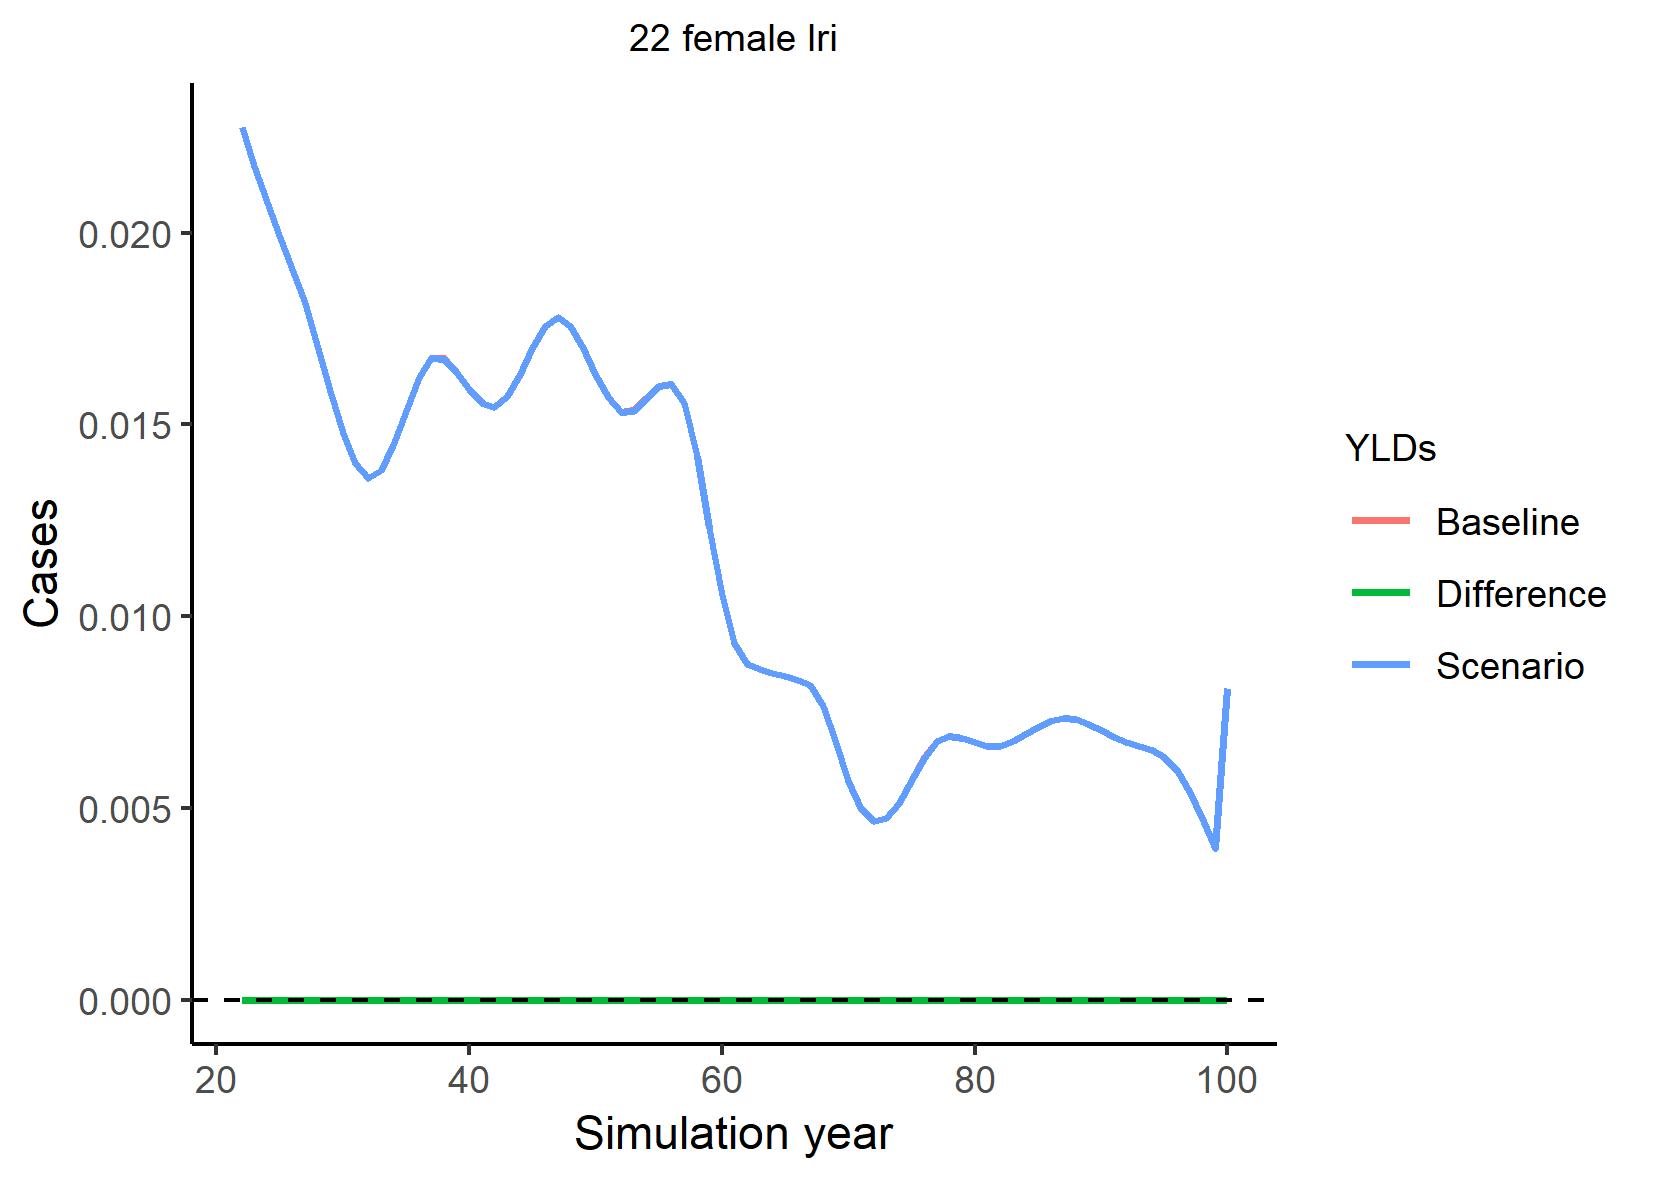 22 female lri
Cases
0.020
0.015
0.010
0.005
0.000
20 40 60 80 100
Simulation year
YLDs
Baseline
Difference
Scenario